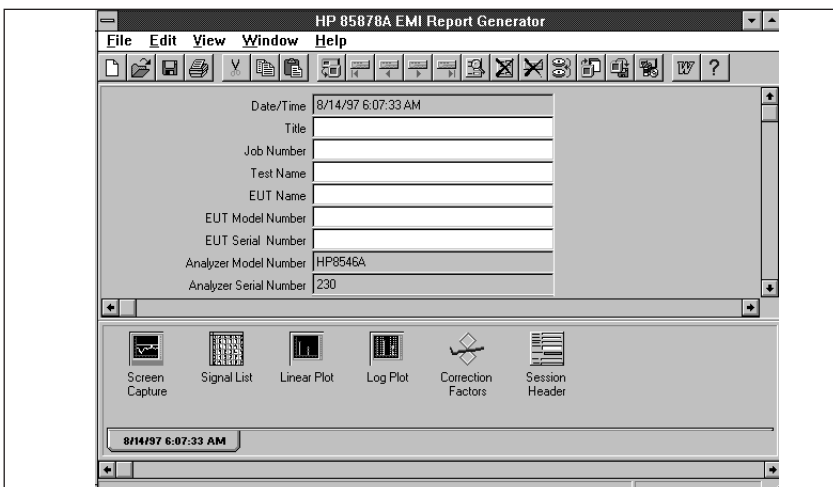 HP 85878A EMI Report Generator
File Edit View Window Help
W ?
Date/Time 8/14/97 6:07:33 AM
Title
Job Number
Test Name
EUT Name
EUT Model Number
EUT Serial Number
Analyzer Model Number HP8546A
Analyzer Serial Number 230
Screen Capture
Signal List
Linear Plot
Log Plot
Correction Factors
Session Header
8/14/97 6:07:33 AM